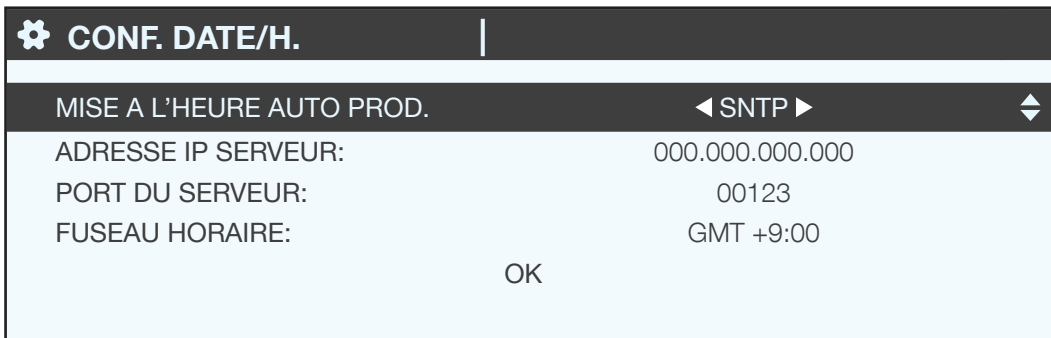 CONF. DATE/H.
MISE A L'HEURE AUTO PROD. SNTP
ADRESSE IP SERVEUR: 000.000.000.000
PORT DU SERVEUR: 00123
FUSEAU HORAIRE: GMT +9:00
OK